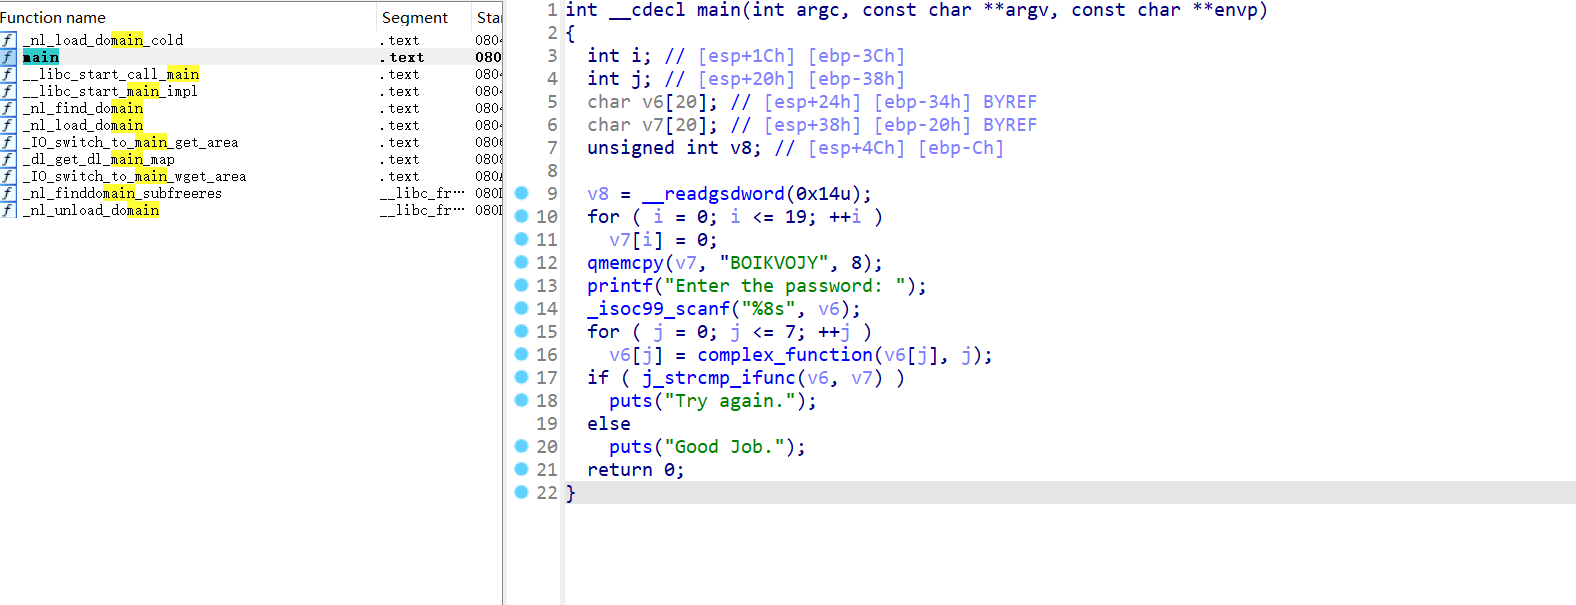 Function name Segment Sta
f _nl_load_domain_cold .text 080
f main .text 080
f __libc_start_call_main .text 080
f __libc_start_main_impl .text 080
f _nl_find_domain .text 080
f _nl_load_domain .text 080
f _IO_switch_to_main_get_area .text 080
f _dl_get_dl_main_map .text 080
f _IO_switch_to_main_wget_area .text 080
f _nl_finddomain_subfreeres __libc_fr… 080
f _nl_unload_domain __libc_fr… 080
1 int __cdecl main(int argc, const char **argv, const char **envp)
2 {
3 int i; // [esp+1Ch] [ebp-3Ch]
4 int j; // [esp+20h] [ebp-38h]
5 char v6[20]; // [esp+24h] [ebp-34h] BYREF
6 char v7[20]; // [esp+38h] [ebp-20h] BYREF
7 unsigned int v8; // [esp+4Ch] [ebp-Ch]
8
9 v8 = __readgsdword(0x14u);
10 for ( i = 0; i <= 19; ++i )
11 v7[i] = 0;
12 qmemcpy(v7, "BOIKVOJY", 8);
13 printf("Enter the password: ");
14 _isoc99_scanf("%8s", v6);
15 for ( j = 0; j <= 7; ++j )
16 v6[j] = complex_function(v6[j], j);
17 if ( j_strcmp_ifunc(v6, v7) )
18 puts("Try again.");
19 else
20 puts("Good Job.");
21 return 0;
22 }